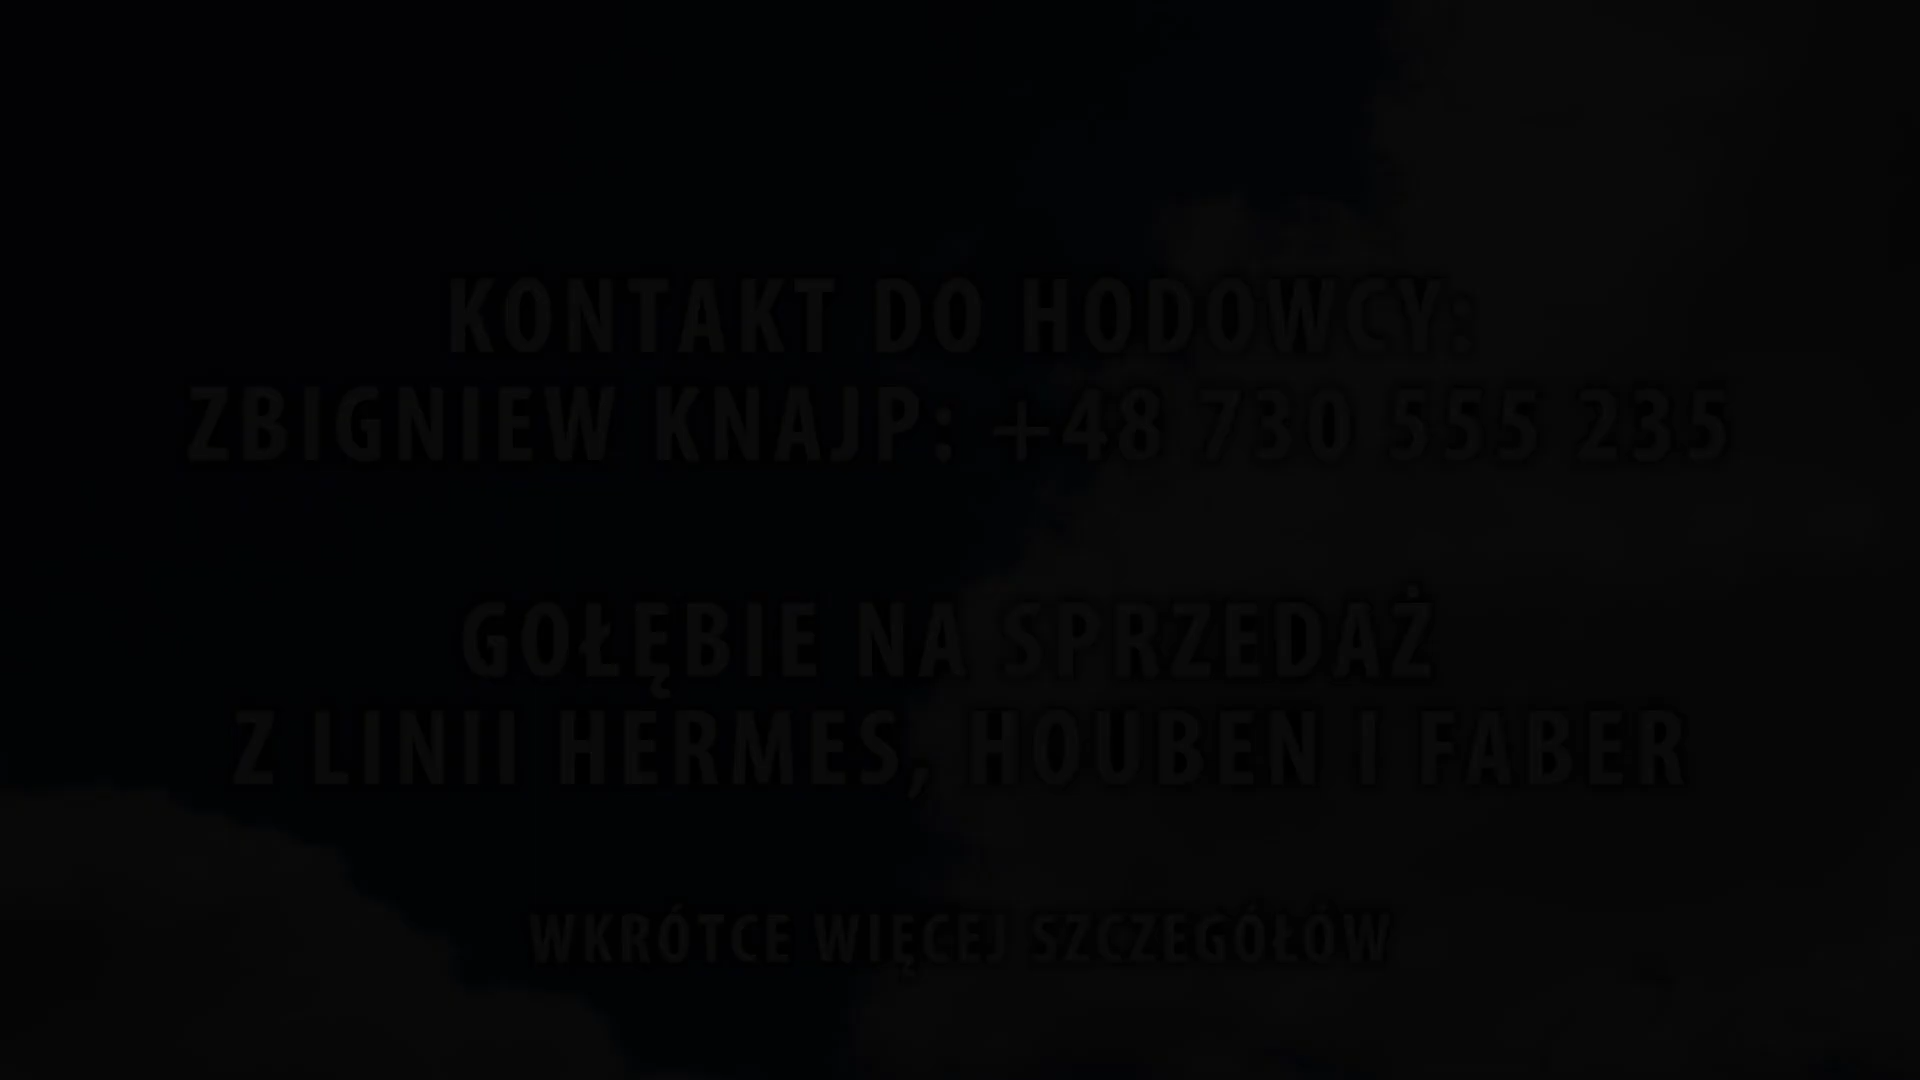 KONTAKT DO HODOWCY:
ZBIGNIEW KNAJP: +48 730 555 235
GOŁĘBIE NA SPRZEDAŻ
Z LINII HERMES, HOUBEN I FABER
WKRÓTCE WIĘCEJ SZCZEGÓŁÓW